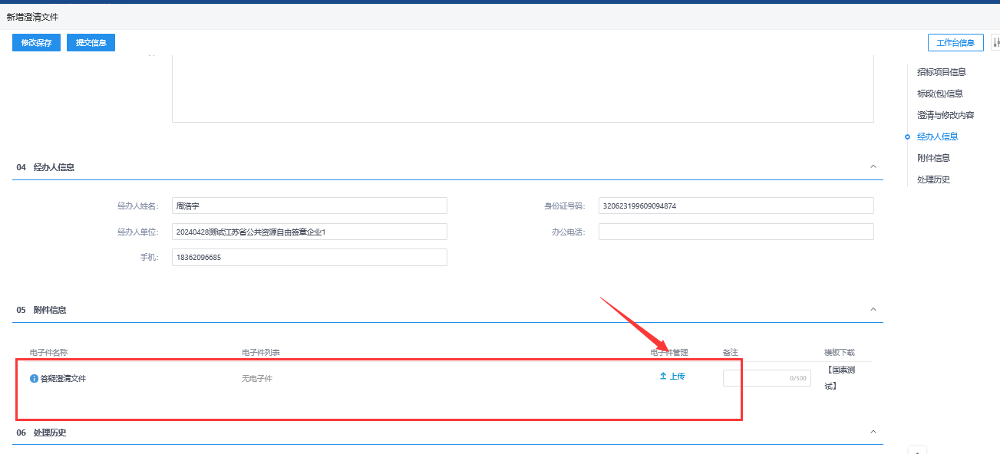 新增澄清文件
修改保存 提交信息 工作台信息
招标项目信息
标段(包)信息
澄清与修改内容
经办人信息
附件信息
处理历史
04 经办人信息
经办人姓名: 周浩宇 身份证号码: 320623199609094874
经办人单位: 20240428测试江苏省公共资源自由签章企业1 办公电话:
手机: 18362096685
05 附件信息
电子件名称 电子件列表 电子件管理 备注 模板下载
答疑澄清文件 无电子件 上传 0/500 【国泰测
试】
06 处理历史